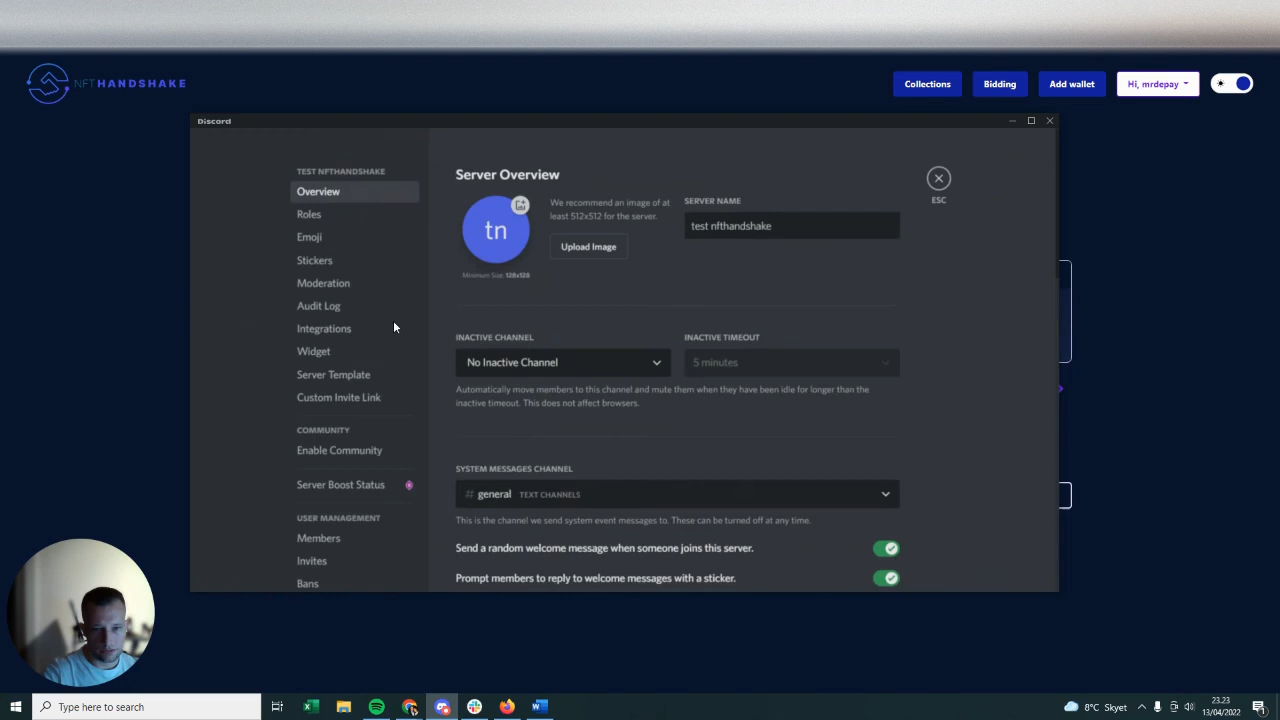 NFTHANDSHAKE
Collections
Bidding
Add wallet
Hi, mrdepay
Discord
TEST NFTHANDSHAKE
Overview
Roles
Emoji
Stickers
Moderation
Audit Log
Integrations
Widget
Server Template
Custom Invite Link
COMMUNITY
Enable Community
Server Boost Status
USER MANAGEMENT
Members
Invites
Bans
Server Overview
tn
Minimum Size: 128x128
We recommend an image of at
least 512x512 for the server.
Upload Image
SERVER NAME
test nfthandshake
ESC
INACTIVE CHANNEL
No Inactive Channel
INACTIVE TIMEOUT
5 minutes
Automatically move members to this channel and mute them when they have been idle for longer than the
inactive timeout. This does not affect browsers.
SYSTEM MESSAGES CHANNEL
# general TEXT CHANNELS
This is the channel we send system event messages to. These can be turned off at any time.
Send a random welcome message when someone joins this server.
Prompt members to reply to welcome messages with a sticker.
Type here to search
8°C Skyet
23.23
13/04/2022